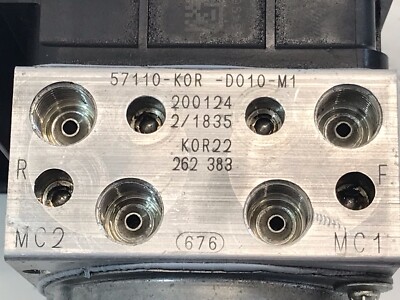 57110-K0R -D010-M1
200124
2/1835
K0R22
262 383
R F
MC2 676 MC1